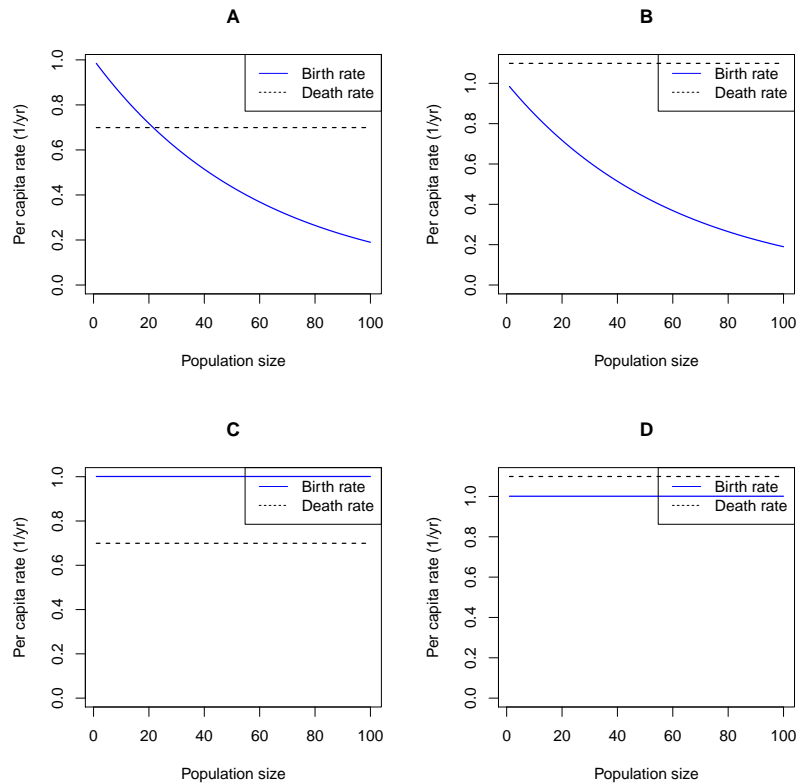 A
Per capita rate (1/yr)
1.0
0.8
0.6
0.4
0.2
0.0
Birth rate
Death rate
0 20 40 60 80 100
Population size
B
Per capita rate (1/yr)
1.0
0.8
0.6
0.4
0.2
0.0
Birth rate
Death rate
0 20 40 60 80 100
Population size
C
Per capita rate (1/yr)
1.0
0.8
0.6
0.4
0.2
0.0
Birth rate
Death rate
0 20 40 60 80 100
Population size
D
Per capita rate (1/yr)
1.0
0.8
0.6
0.4
0.2
0.0
Birth rate
Death rate
0 20 40 60 80 100
Population size